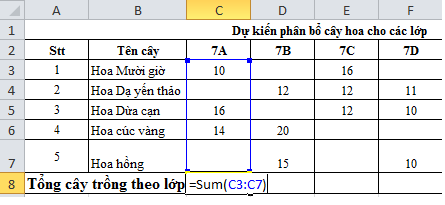 A B C D E F
1 Dự kiến phân bổ cây hoa cho các lớp
2 Stt Tên cây 7A 7B 7C 7D
3 1 Hoa Mười giờ 10 16
4 2 Hoa Dạ yến thảo 12 12 11
5 3 Hoa Dừa cạn 16 12 10
6 4 Hoa cúc vàng 14 20
7 5 Hoa hồng 15 10
8 Tổng cây trồng theo lớp =Sum(C3:C7)